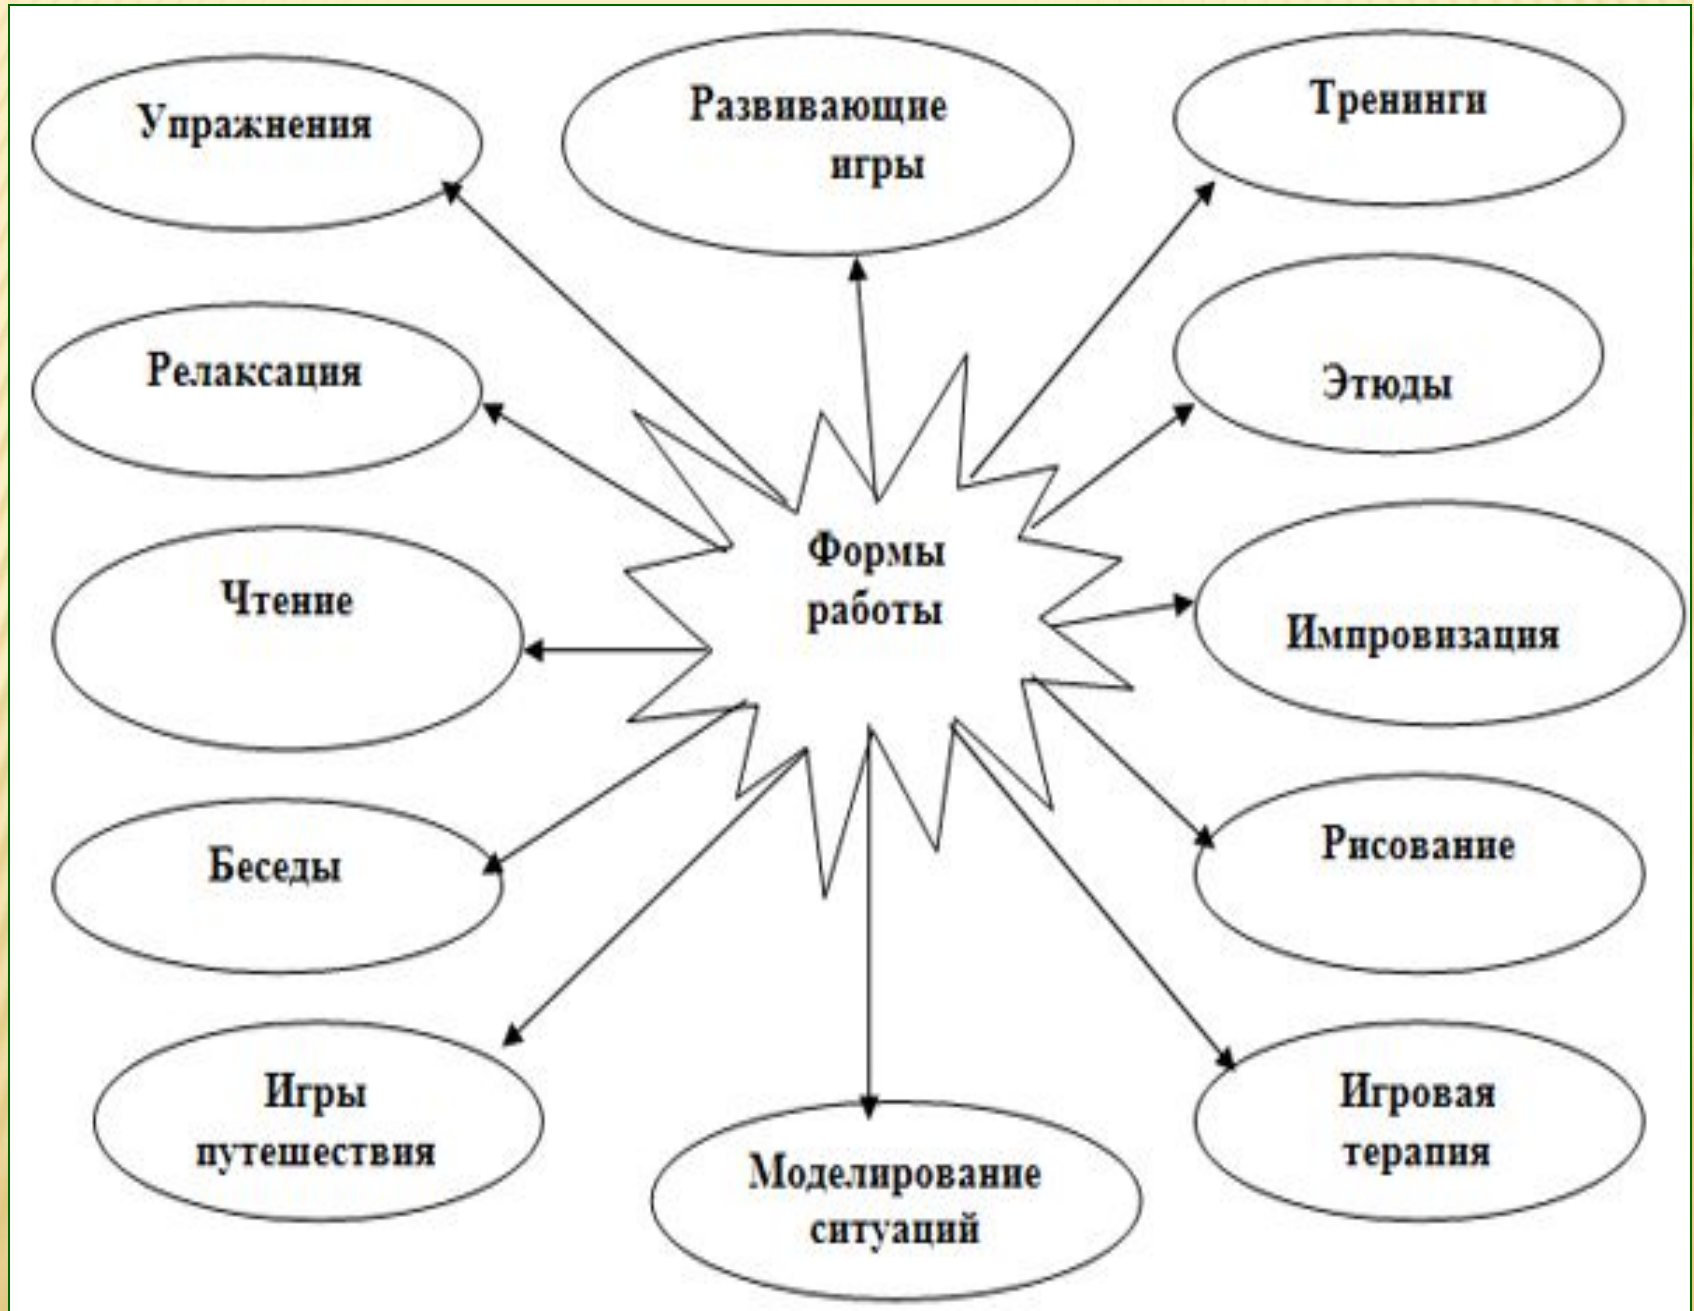 Упражнения
Развивающие
игры
Тренинги
Релаксация
Этюды
Чтение
Формы
работы
Импровизация
Беседы
Рисование
Игры
путешествия
Моделирование
ситуаций
Игровая
терапия